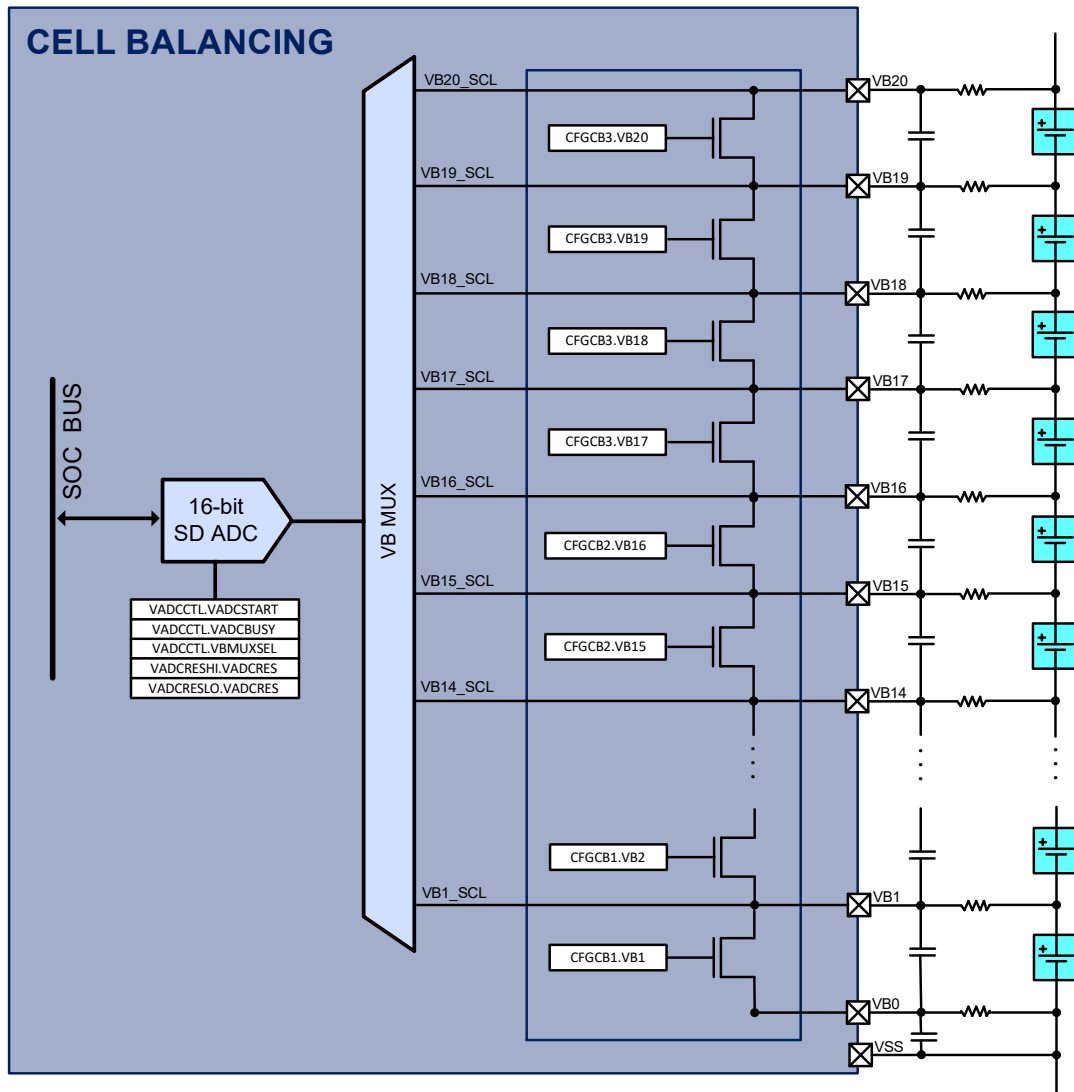 CELL BALANCING
VB20_SCL
VB20
CFGCB3.VB20
VB19_SCL
VB19
CFGCB3.VB19
VB18_SCL
VB18
CFGCB3.VB18
VB17_SCL
VB17
CFGCB3.VB17
VB16_SCL
VB16
CFGCB2.VB16
VB15_SCL
VB15
CFGCB2.VB15
VB14_SCL
VB14
SOC BUS
16-bit
SD ADC
VB MUX
VADCCTL.VADCSTART
VADCCTL.VADCBUSY
VADCCTL.VBMUXSEL
VADCRESHI.VADCRES
VADCRESLO.VADCRES
CFGCB1.VB2
VB1_SCL
VB1
CFGCB1.VB1
VB0
VSS